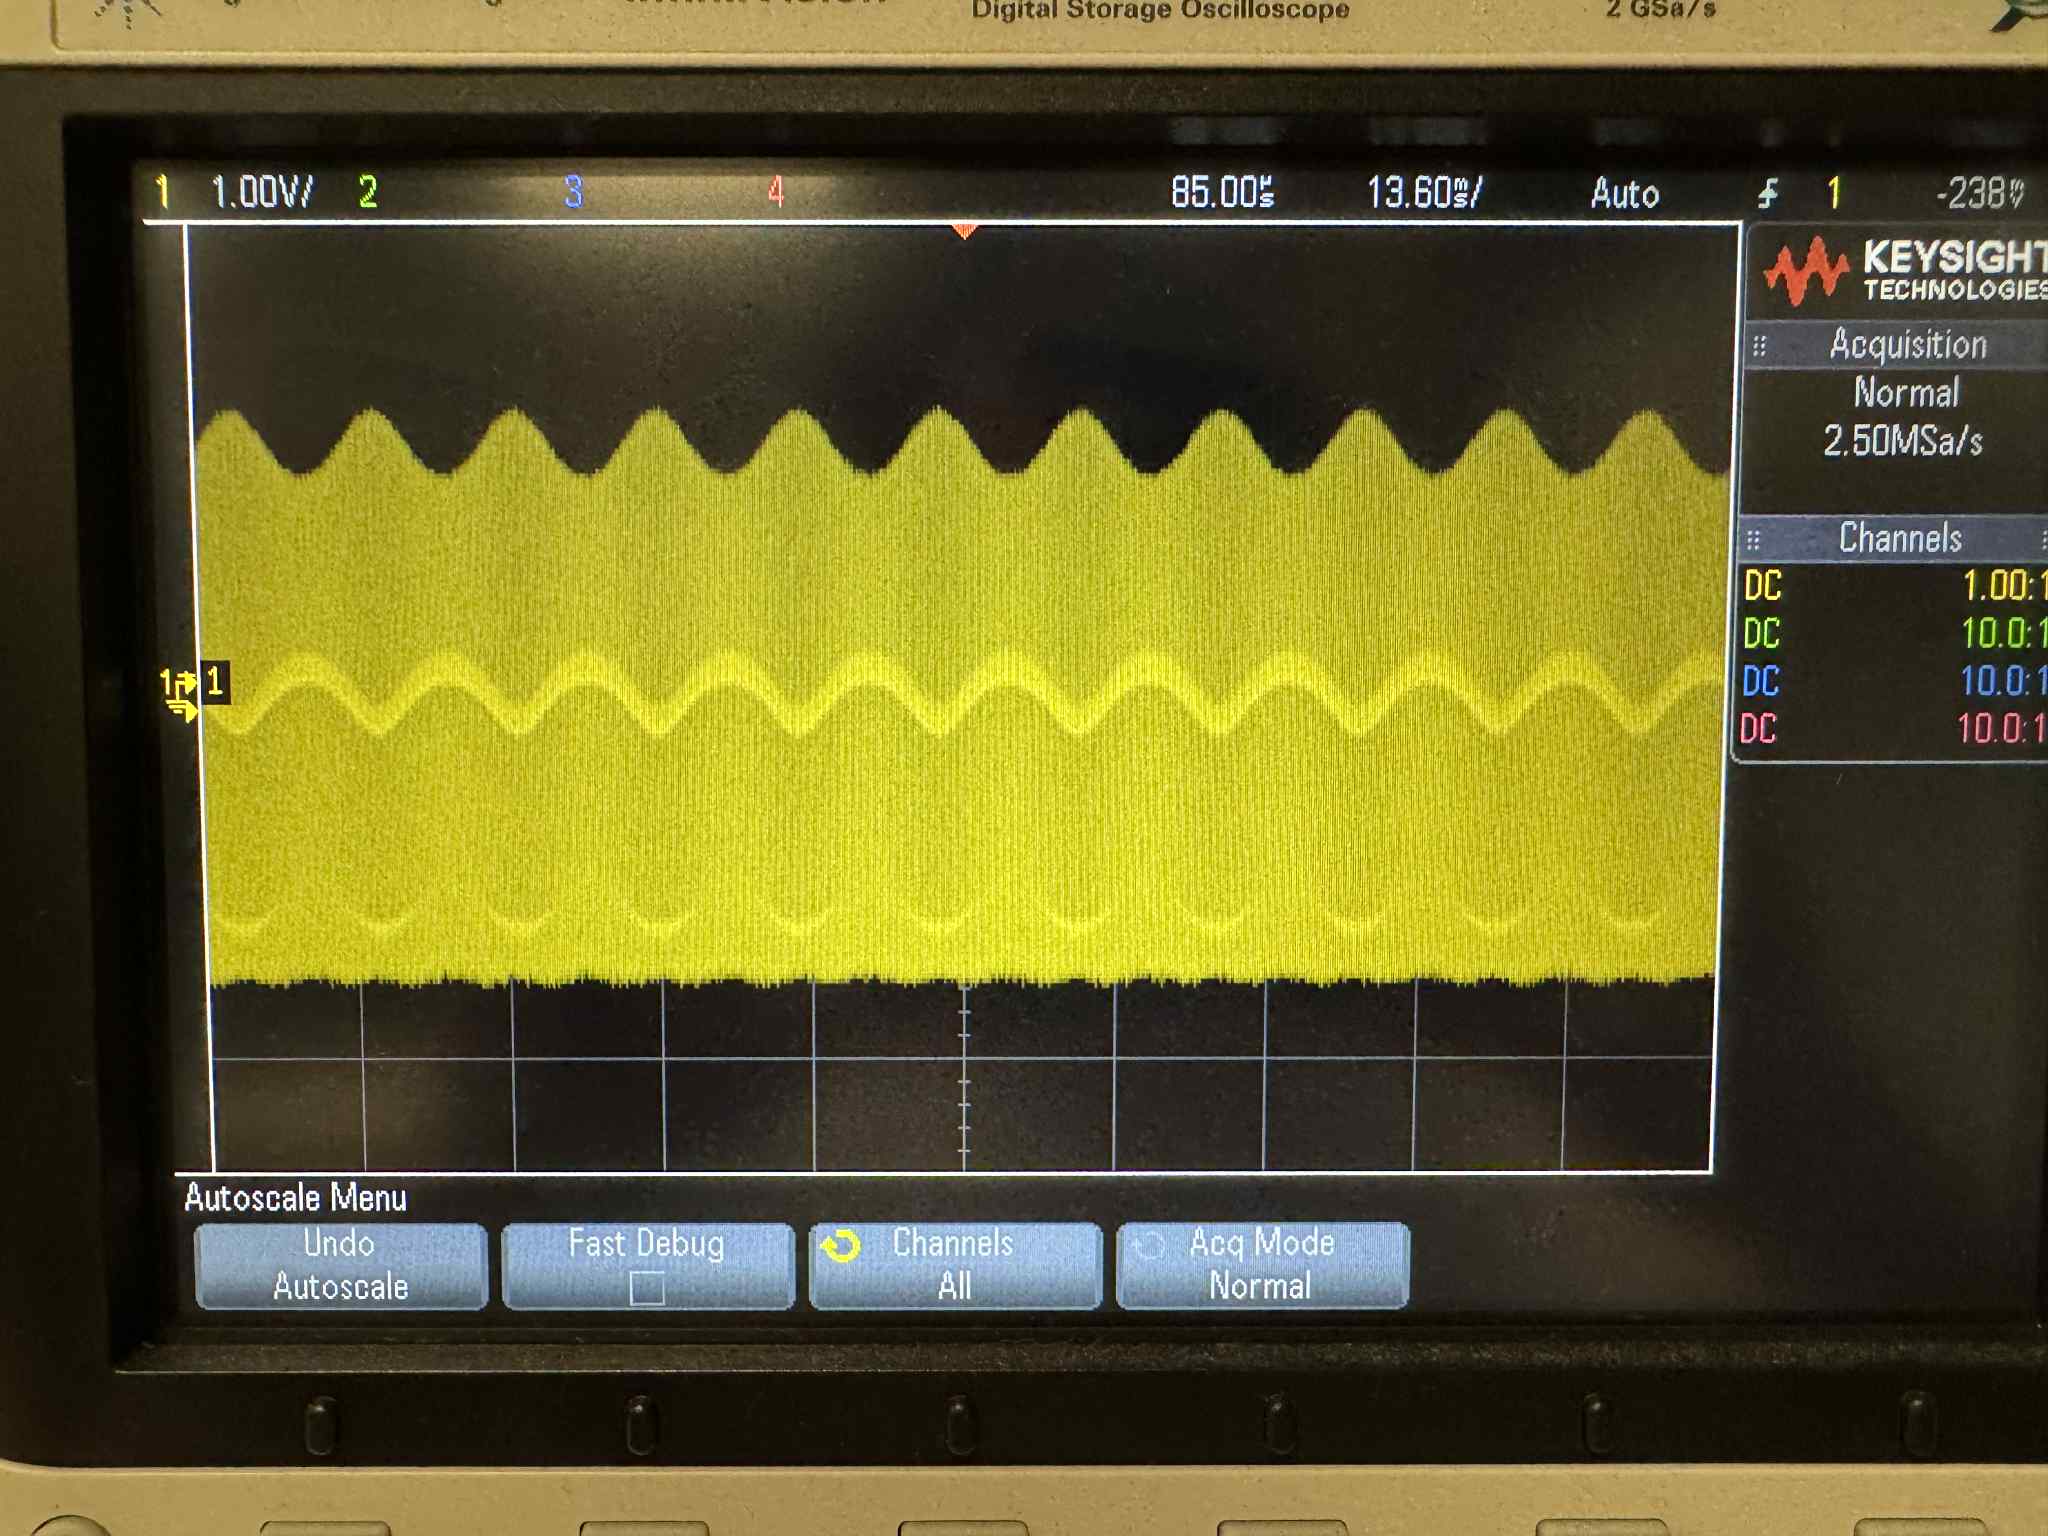 Digital Storage Oscilloscope
2 GSa/s
1 1.00V/ 2 3 4 85.00µs 13.60ms/ Auto 1
KEYSIGHT
TECHNOLOGIES
Acquisition
Normal
2.50MSa/s
Channels
DC 1.00:1
DC 10.0:1
DC 10.0:1
DC 10.0:1
1 1
Autoscale Menu
Undo
Autoscale
Fast Debug
Channels
All
Acq Mode
Normal